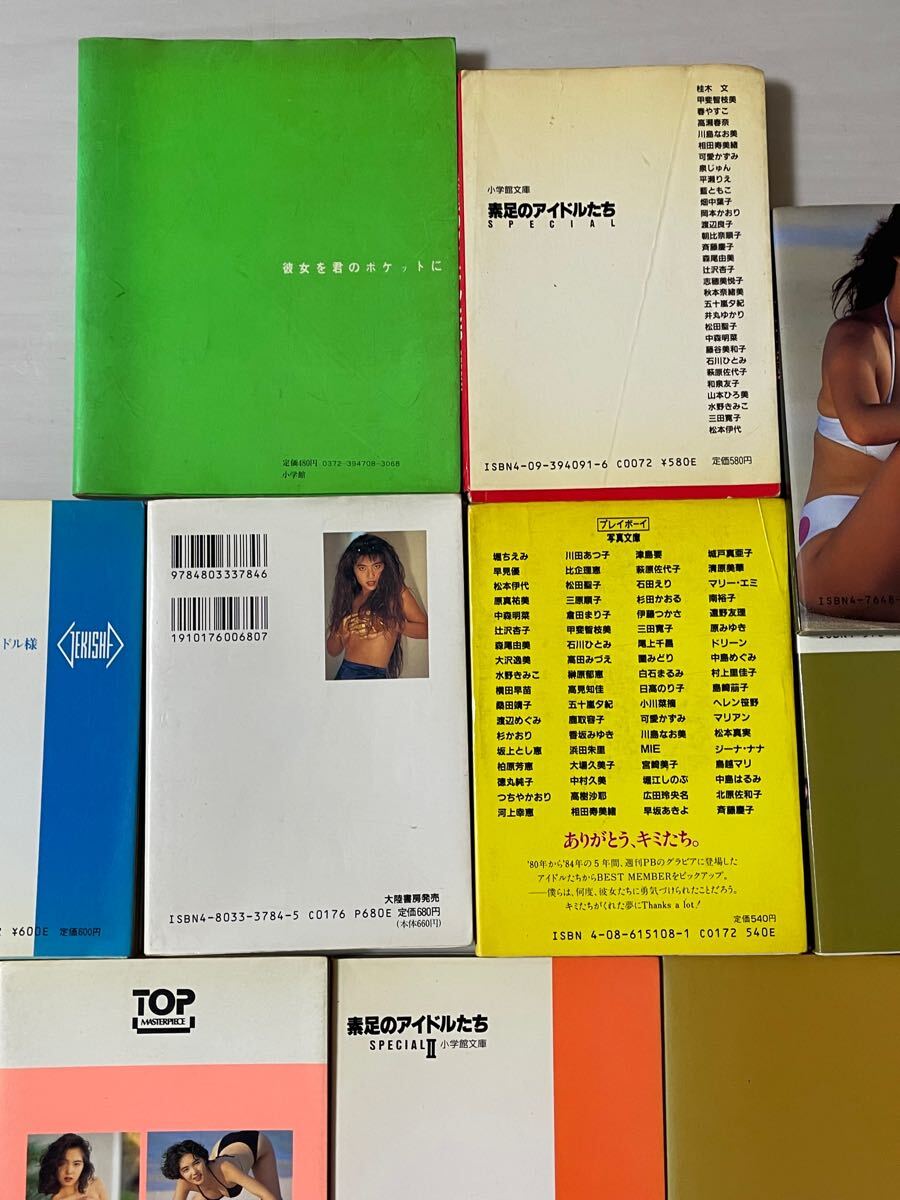 彼女を君のポケットに
定価480円 0372-394708-3068
小学館
小学館文庫
素足のアイドルたち
SPECIAL
桂木 文
甲斐智枝美
春やすこ
高瀬春奈
川島なお美
相田寿美緒
可愛かずみ
泉じゅん
平瀬りえ
藍ともこ
畑中葉子
岡本かおり
渡辺良子
朝比奈順子
斉藤慶子
森尾由美
辻沢杏子
志穂美悦子
秋本奈緒美
五十嵐夕紀
井丸ゆかり
松田聖子
中森明菜
藤谷美和子
石川ひとみ
萩原佐代子
和泉友子
山本ひろ美
水野きみこ
三田寛子
松本伊代
ISBN4-09-394091-6 C0072 ¥580E 定価580円
ISBN4-7648-
ドル様
JEKISHA
¥600E 定価600円
9784803337846
1910176006807
大陸書房発売
ISBN4-8033-3784-5 C0176 P680E 定価680円
(本体660円)
プレイボーイ
写真文庫
堀ちえみ 川田あつ子 津島要 城戸真亜子
早見優 比企理恵 萩原佐代子 清原美華
松本伊代 松田聖子 石田えり マリー・エミ
原真祐美 三原順子 杉田かおる 南裕子
中森明菜 倉田まり子 伊藤つかさ 遠野友理
辻沢杏子 甲斐智枝美 三田寛子 原みゆき
森尾由美 石川ひとみ 尾上千晶 ドリーン
大沢逸美 高田みづえ 園みどり 中島めぐみ
水野きみこ 榊原郁恵 白石まるみ 村上里佳子
横田早苗 高見知佳 日高のり子 島崎莇子
桑田靖子 五十嵐夕紀 小川菜摘 ヘレン笹野
渡辺めぐみ 鹿取容子 可愛かずみ マリアン
杉かおり 香坂みゆき 川島なお美 松本真実
坂上とし恵 浜田朱里 MIE ジーナ・ナナ
柏原芳恵 大場久美子 宮崎美子 鳥越マリ
徳丸純子 中村久美 堀江しのぶ 中島はるみ
つちやかおり 高樹沙耶 広田玲央名 北原佐和子
河上幸恵 相田寿美緒 早坂あきよ 斉藤慶子
ありがとう、キミたち。
'80年から'84年の5年間、週刊PBのグラビアに登場した
アイドルたちからBEST MEMBERをピックアップ。
──僕らは、何度、彼女たちに勇気づけられたことだろう。
キミたちがくれた夢にThanks a lot!
定価540円
ISBN 4-08-615108-1 C0172 540E
TOP
MASTERPIECE
素足のアイドルたち
SPECIAL II 小学館文庫